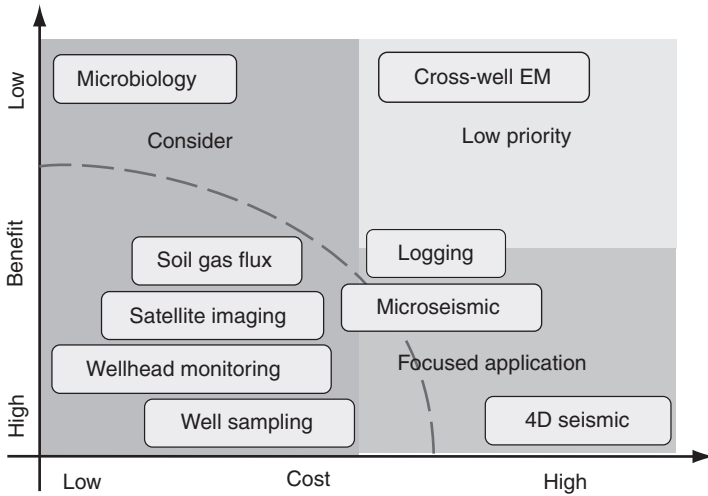 Low
Microbiology
Cross-well EM
Consider
Low priority
Benefit
Soil gas flux
Logging
Satellite imaging
Microseismic
Wellhead monitoring
Focused application
High
Well sampling
4D seismic
Low
Cost
High